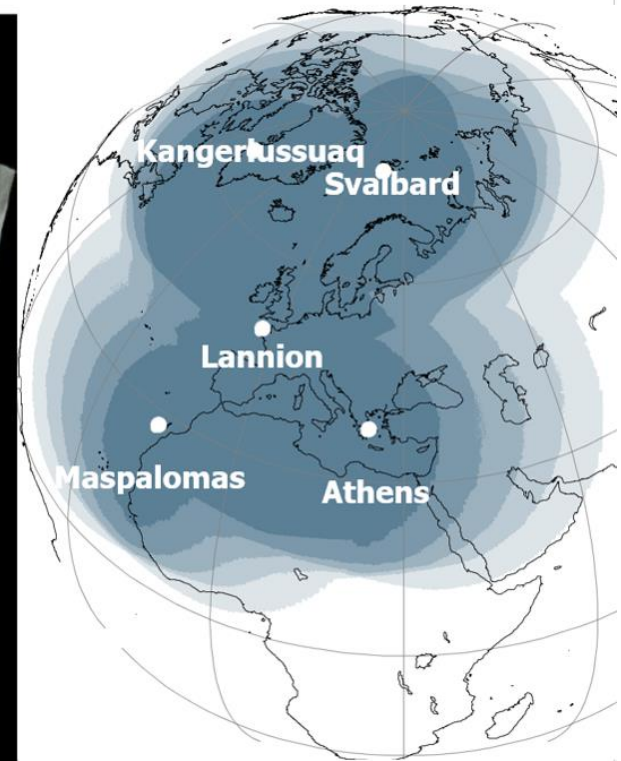 Kangerlussuaq
Svalbard
Lannion
Maspalomas
Athens